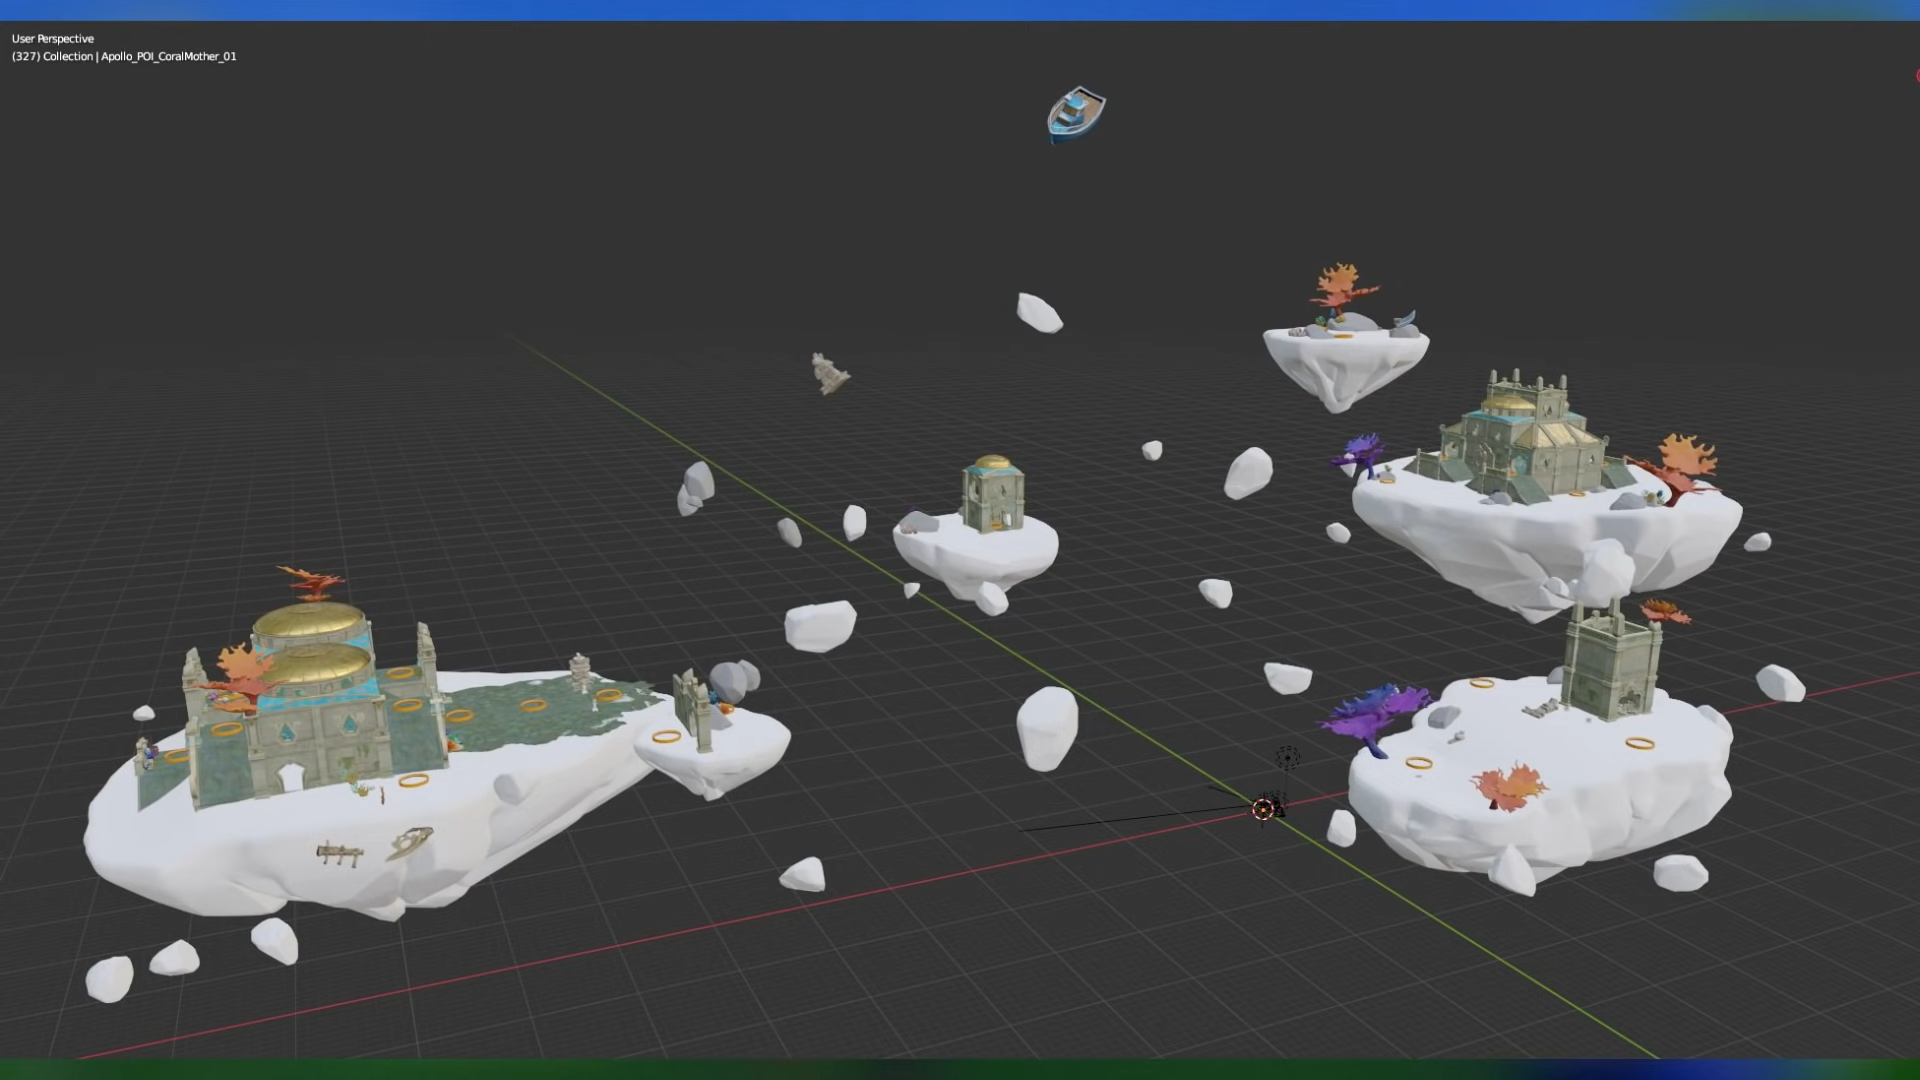 User Perspective
(327) Collection | Apollo_POI_CoralMother_01